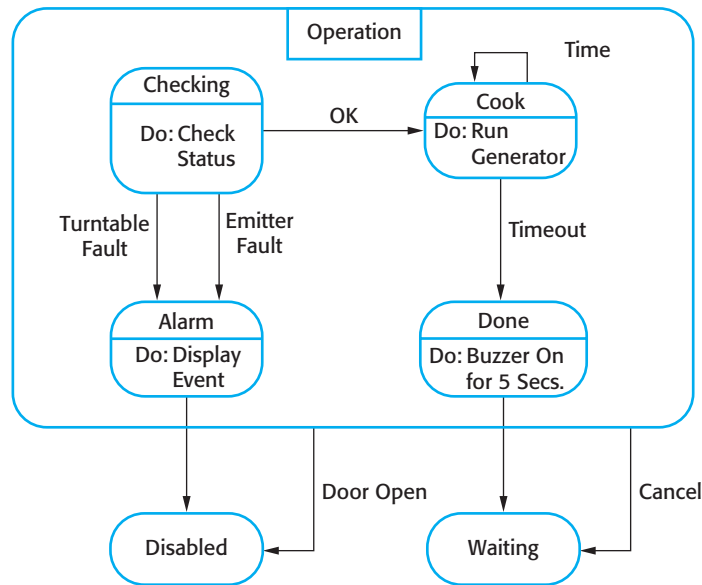 Operation
Time
Checking
Cook
OK
Do: Check
Status
Do: Run
Generator
Turntable
Fault
Emitter
Fault
Timeout
Alarm
Done
Do: Display
Event
Do: Buzzer On
for 5 Secs.
Door Open
Cancel
Disabled
Waiting